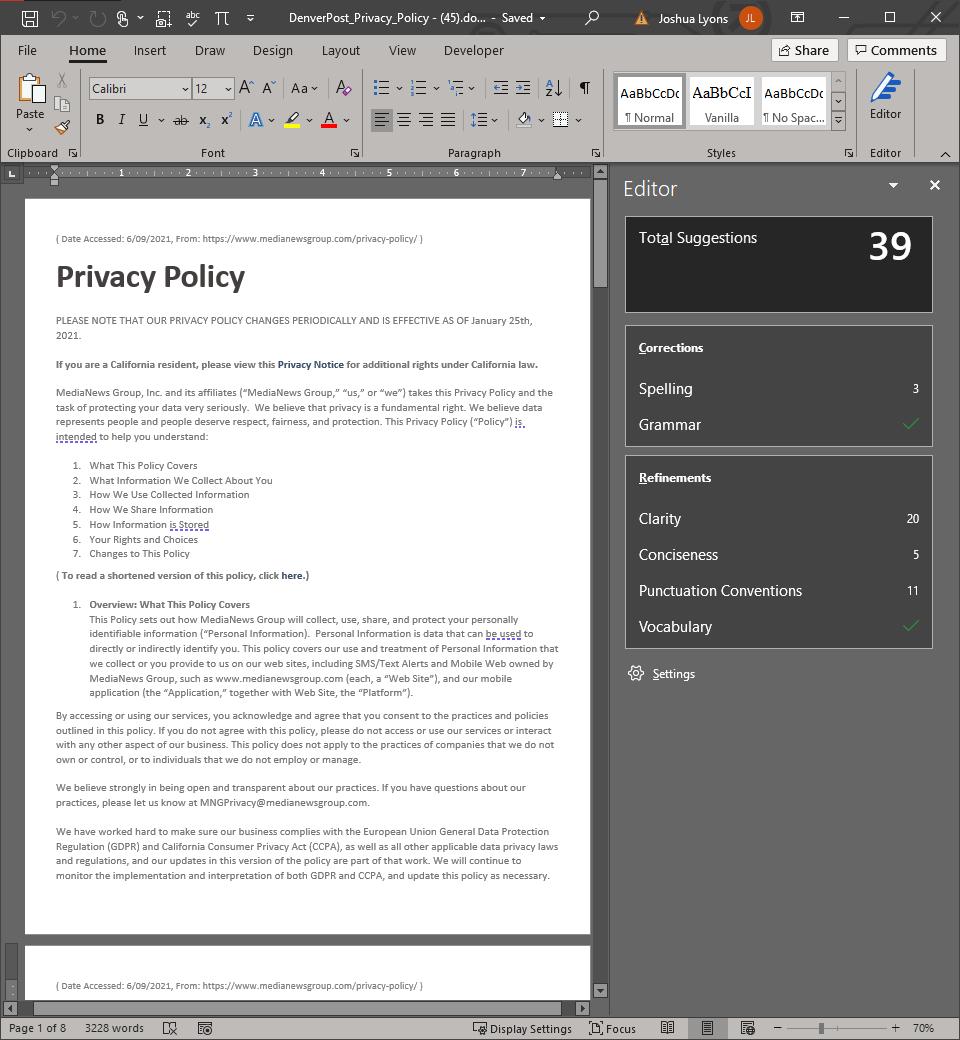 abc
DenverPost_Privacy_Policy - (45).do... - Saved
Joshua Lyons
JL
File
Home
Insert
Draw
Design
Layout
View
Developer
Share
Comments
Paste
Clipboard
Calibri
12
A
A
Aa
A
B
I
U
ab
x₂
x²
A
A
Font
Paragraph
AaBbCcDc
¶ Normal
AaBbCcI
Vanilla
AaBbCcDc
¶ No Spac...
Styles
Editor
Editor
1 2 3 4 5 6 7
( Date Accessed: 6/09/2021, From: https://www.medianewsgroup.com/privacy-policy/ )
Privacy Policy
PLEASE NOTE THAT OUR PRIVACY POLICY CHANGES PERIODICALLY AND IS EFFECTIVE AS OF January 25th,
2021.
If you are a California resident, please view this Privacy Notice for additional rights under California law.
MediaNews Group, Inc. and its affiliates (“MediaNews Group,” “us,” or “we”) takes this Privacy Policy and the
task of protecting your data very seriously.  We believe that privacy is a fundamental right. We believe data
represents people and people deserve respect, fairness, and protection. This Privacy Policy (“Policy”) is
intended to help you understand:
1. What This Policy Covers
2. What Information We Collect About You
3. How We Use Collected Information
4. How We Share Information
5. How Information is Stored
6. Your Rights and Choices
7. Changes to This Policy
( To read a shortened version of this policy, click here.)
1. Overview: What This Policy Covers
This Policy sets out how MediaNews Group will collect, use, share, and protect your personally
identifiable information (“Personal Information).  Personal Information is data that can be used to
directly or indirectly identify you. This policy covers our use and treatment of Personal Information that
we collect or you provide to us on our web sites, including SMS/Text Alerts and Mobile Web owned by
MediaNews Group, such as www.medianewsgroup.com (each, a “Web Site”), and our mobile
application (the “Application,” together with Web Site, the “Platform”).
By accessing or using our services, you acknowledge and agree that you consent to the practices and policies
outlined in this policy. If you do not agree with this policy, please do not access or use our services or interact
with any other aspect of our business. This policy does not apply to the practices of companies that we do not
own or control, or to individuals that we do not employ or manage.
We believe strongly in being open and transparent about our practices. If you have questions about our
practices, please let us know at MNGPrivacy@medianewsgroup.com.
We have worked hard to make sure our business complies with the European Union General Data Protection
Regulation (GDPR) and California Consumer Privacy Act (CCPA), as well as all other applicable data privacy laws
and regulations, and our updates in this version of the policy are part of that work. We will continue to
monitor the implementation and interpretation of both GDPR and CCPA, and update this policy as necessary.
( Date Accessed: 6/09/2021, From: https://www.medianewsgroup.com/privacy-policy/ )
Editor
Total Suggestions
39
Corrections
Spelling 3
Grammar
Refinements
Clarity 20
Conciseness 5
Punctuation Conventions 11
Vocabulary
Settings
Page 1 of 8
3228 words
Display Settings
Focus
70%